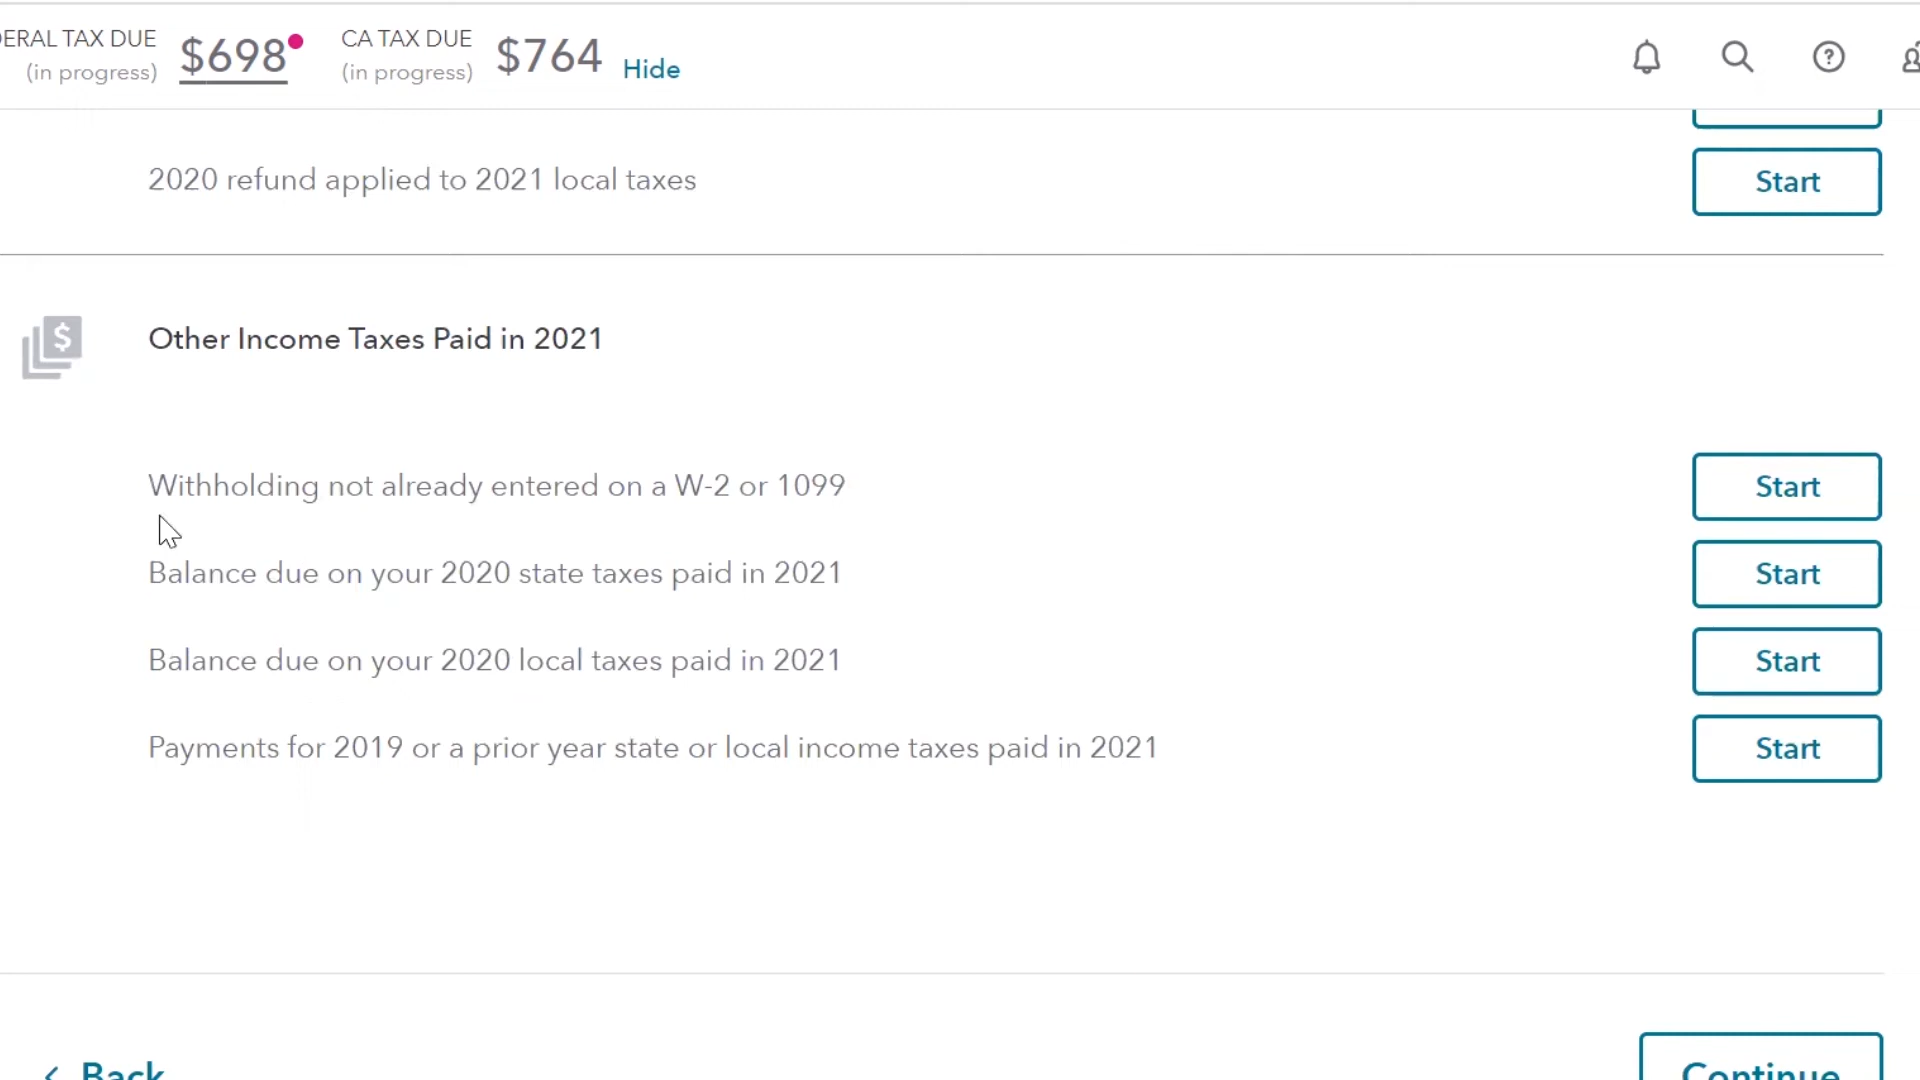 TAX DUE
(in progress)
$698
CA TAX DUE
(in progress)
$764
Hide
2020 refund applied to 2021 local taxes
Start
Other Income Taxes Paid in 2021
Withholding not already entered on a W-2 or 1099
Start
Balance due on your 2020 state taxes paid in 2021
Start
Balance due on your 2020 local taxes paid in 2021
Start
Payments for 2019 or a prior year state or local income taxes paid in 2021
Start
Back
Continue